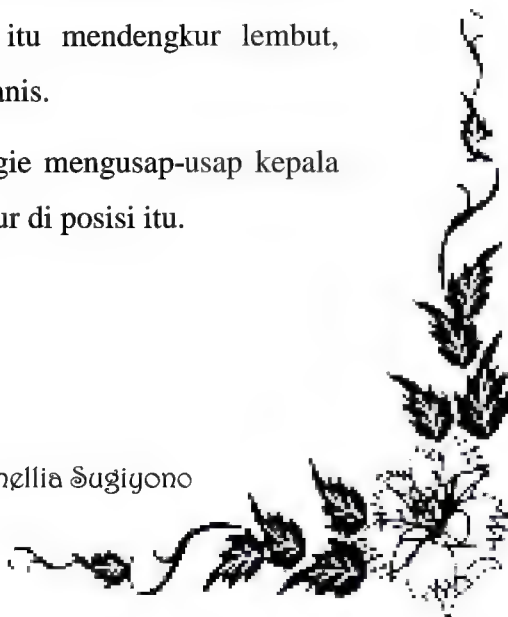 itu mendengkur lembut,
anis.
gie mengusap-usap kepala
ur di posisi itu.
nellia Sugiyono